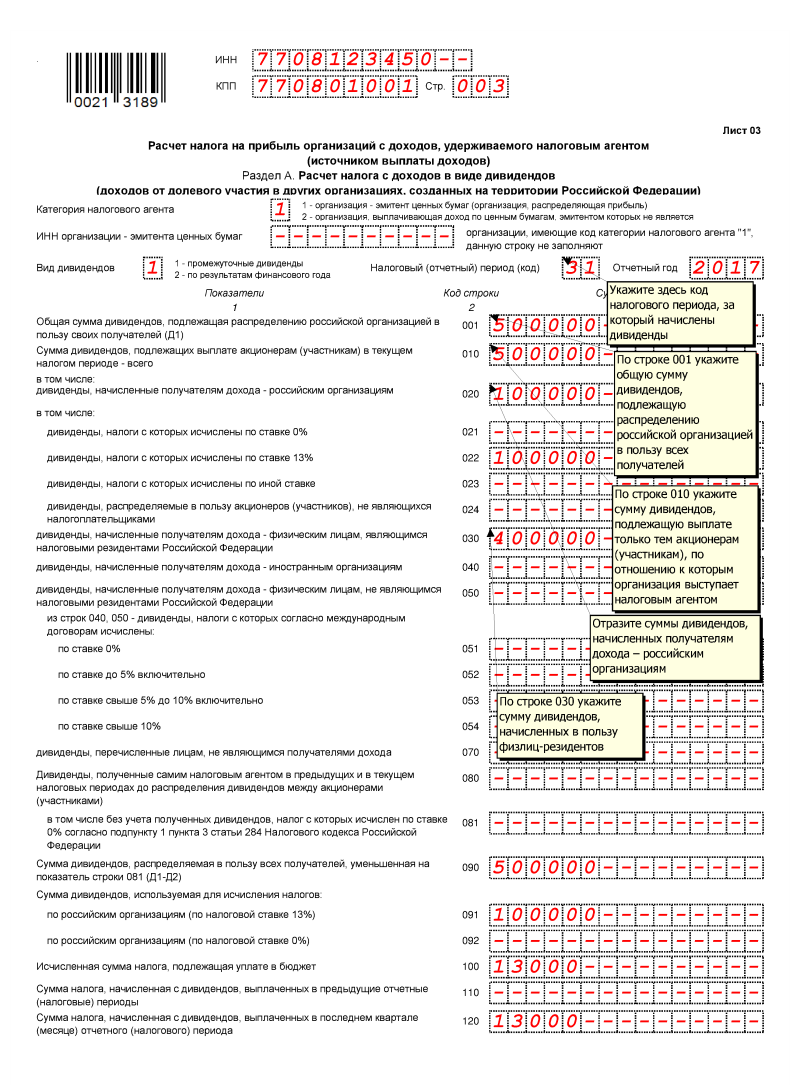 ИНН 7708123450--
КПП 770801001 Стр. 003
0021 3189
Лист 03
Расчет налога на прибыль организаций с доходов, удерживаемого налоговым агентом
(источником выплаты доходов)
Раздел А. Расчет налога с доходов в виде дивидендов
(доходов от долевого участия в других организациях, созданных на территории Российской Федерации)
Категория налогового агента 1 1 - организация - эмитент ценных бумаг (организация, распределяющая прибыль)
2 - организация, выплачивающая доход по ценным бумагам, эмитентом которых не является
ИНН организации - эмитента ценных бумаг ---------- организации, имеющие код категории налогового агента "1",
данную строку не заполняют
Вид дивидендов 1 1 - промежуточные дивиденды
2 - по результатам финансового года
Налоговый (отчетный) период (код) 31 Отчетный год 2017
Показатели Код строки
1 2
Укажите здесь код
налогового периода, за
который начислены
дивиденды
Общая сумма дивидендов, подлежащая распределению российской организацией в
пользу своих получателей (Д1) 001 500000-
Сумма дивидендов, подлежащих выплате акционерам (участникам) в текущем
налогом периоде - всего 010 500000-
По строке 001 укажите
общую сумму
дивидендов,
подлежащую
распределению
российской организацией
в пользу всех
получателей
в том числе:
дивиденды, начисленные получателям дохода - российским организациям 020 100000-
в том числе:
дивиденды, налоги с которых исчислены по ставке 0% 021 -------
дивиденды, налоги с которых исчислены по ставке 13% 022 100000-
дивиденды, налоги с которых исчислены по иной ставке 023 ---------------
дивиденды, распределяемые в пользу акционеров (участников), не являющихся
налогоплательщиками 024 -------
По строке 010 укажите
сумму дивидендов,
подлежащую выплате
только тем акционерам
(участникам), по
отношению к которым
организация выступает
налоговым агентом
дивиденды, начисленные получателям дохода - физическим лицам, являющимся
налоговыми резидентами Российской Федерации 030 400000-
дивиденды, начисленные получателям дохода - иностранным организациям 040 -------
дивиденды, начисленные получателям дохода - физическим лицам, не являющимся
налоговыми резидентами Российской Федерации 050 -------
из строк 040, 050 - дивиденды, налоги с которых согласно международным
договорам исчислены:
Отразите суммы дивидендов,
начисленных получателям
дохода – российским
организациям
по ставке 0% 051 ------
по ставке до 5% включительно 052 ------
по ставке свыше 5% до 10% включительно 053 -------
по ставке свыше 10% 054 -------
По строке 030 укажите
сумму дивидендов,
начисленных в пользу
физлиц-резидентов
дивиденды, перечисленные лицам, не являющимся получателями дохода 070 -------
Дивиденды, полученные самим налоговым агентом в предыдущих и в текущем
налоговых периодах до распределения дивидендов между акционерами
(участниками) 080 ---------------
в том числе без учета полученных дивидендов, налог с которых исчислен по ставке
0% согласно подпункту 1 пункта 3 статьи 284 Налогового кодекса Российской
Федерации 081 ---------------
Сумма дивидендов, распределяемая в пользу всех получателей, уменьшенная на
показатель строки 081 (Д1-Д2) 090 500000---------
Сумма дивидендов, используемая для исчисления налогов:
по российским организациям (по налоговой ставке 13%) 091 100000---------
по российским организациям (по налоговой ставке 0%) 092 ---------------
Исчисленная сумма налога, подлежащая уплате в бюджет 100 13000----------
Сумма налога, начисленная с дивидендов, выплаченных в предыдущие отчетные
(налоговые) периоды 110 ---------------
Сумма налога, начисленная с дивидендов, выплаченных в последнем квартале
(месяце) отчетного (налогового) периода 120 13000----------